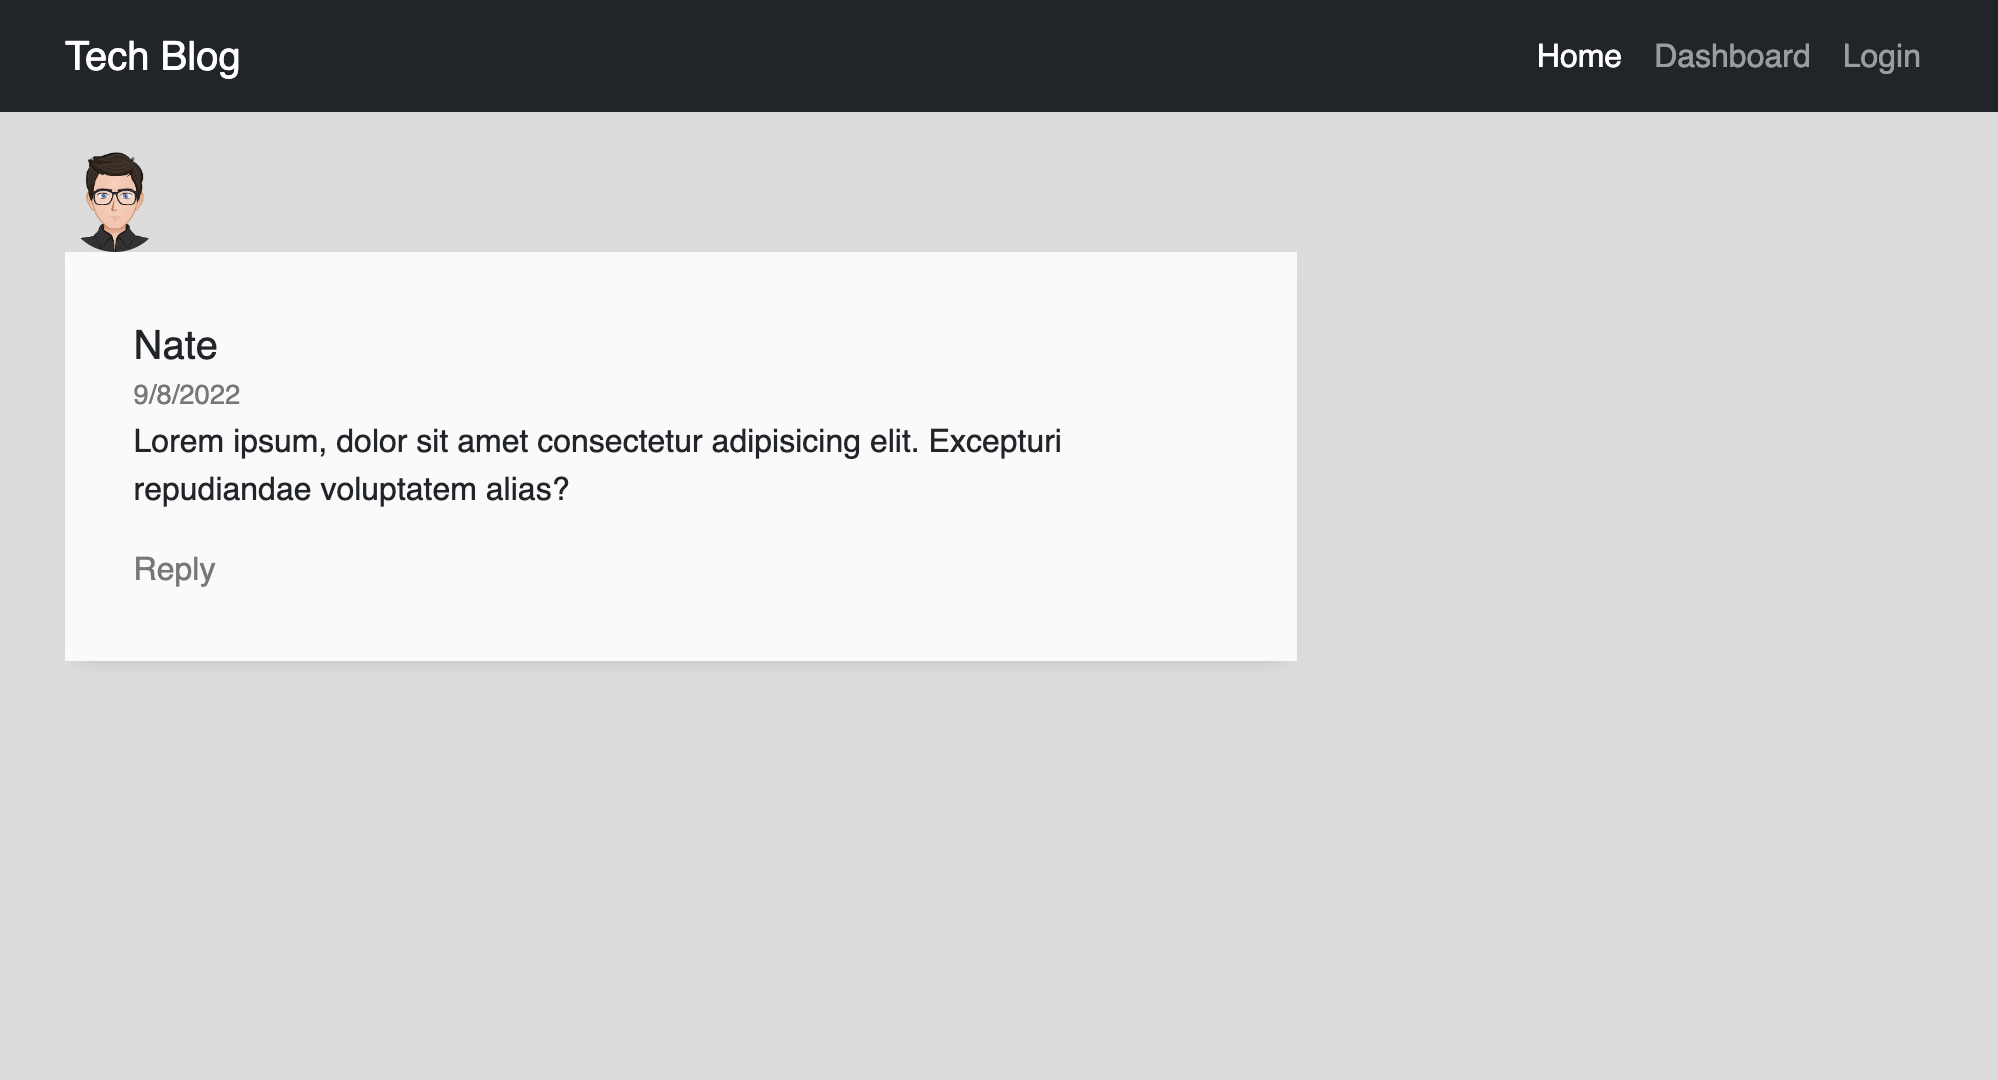 Tech Blog
Home Dashboard Login
Nate
9/8/2022
Lorem ipsum, dolor sit amet consectetur adipisicing elit. Excepturi
repudiandae voluptatem alias?
Reply